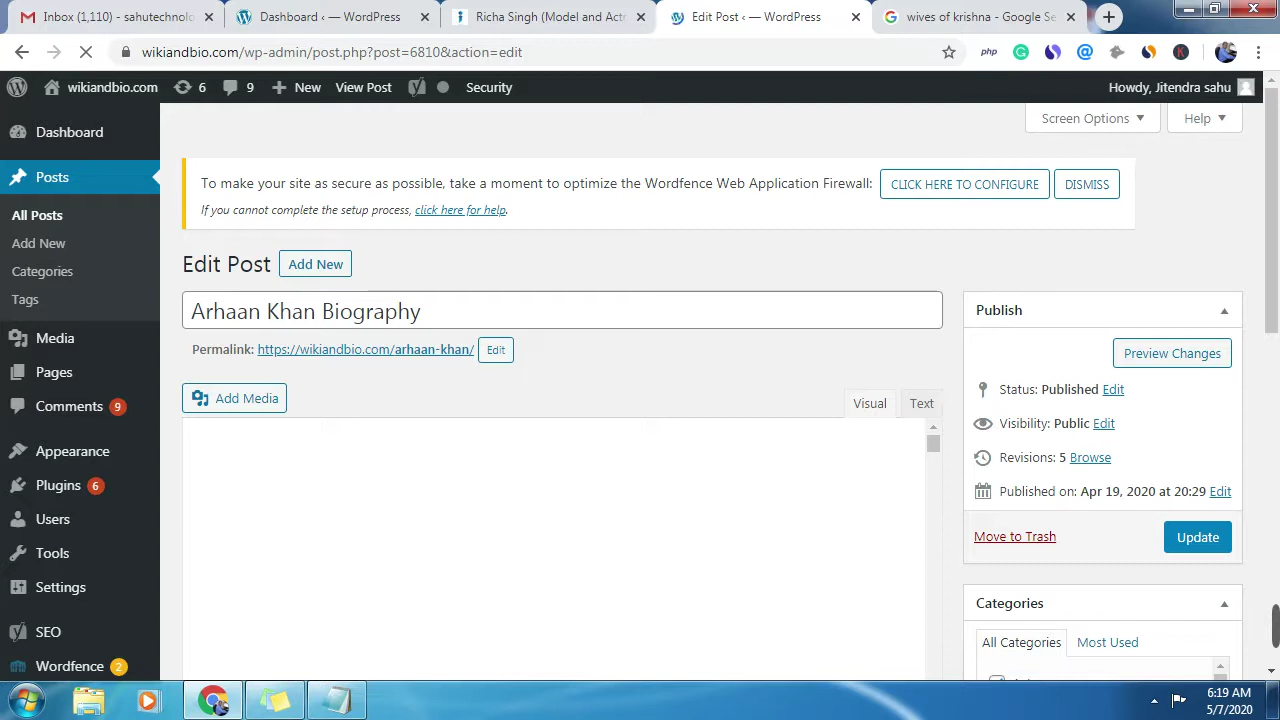 Inbox (1,110) - sahutechnol
Dashboard ‹ — WordPress
Richa Singh (Model and Actr
Edit Post ‹ — WordPress
wives of krishna - Google Se
wikiandbio.com/wp-admin/post.php?post=6810&action=edit
php
wikiandbio.com
6
9
New
View Post
Security
Howdy, Jitendra sahu
Dashboard
Posts
All Posts
Add New
Categories
Tags
Media
Pages
Comments 9
Appearance
Plugins 6
Users
Tools
Settings
SEO
Wordfence 2
Screen Options
Help
To make your site as secure as possible, take a moment to optimize the Wordfence Web Application Firewall:
CLICK HERE TO CONFIGURE
DISMISS
If you cannot complete the setup process, click here for help.
Edit Post
Add New
Arhaan Khan Biography
Permalink: https://wikiandbio.com/arhaan-khan/
Edit
Add Media
Visual
Text
Publish
Preview Changes
Status: Published Edit
Visibility: Public Edit
Revisions: 5 Browse
Published on: Apr 19, 2020 at 20:29 Edit
Move to Trash
Update
Categories
All Categories
Most Used
6:19 AM
5/7/2020